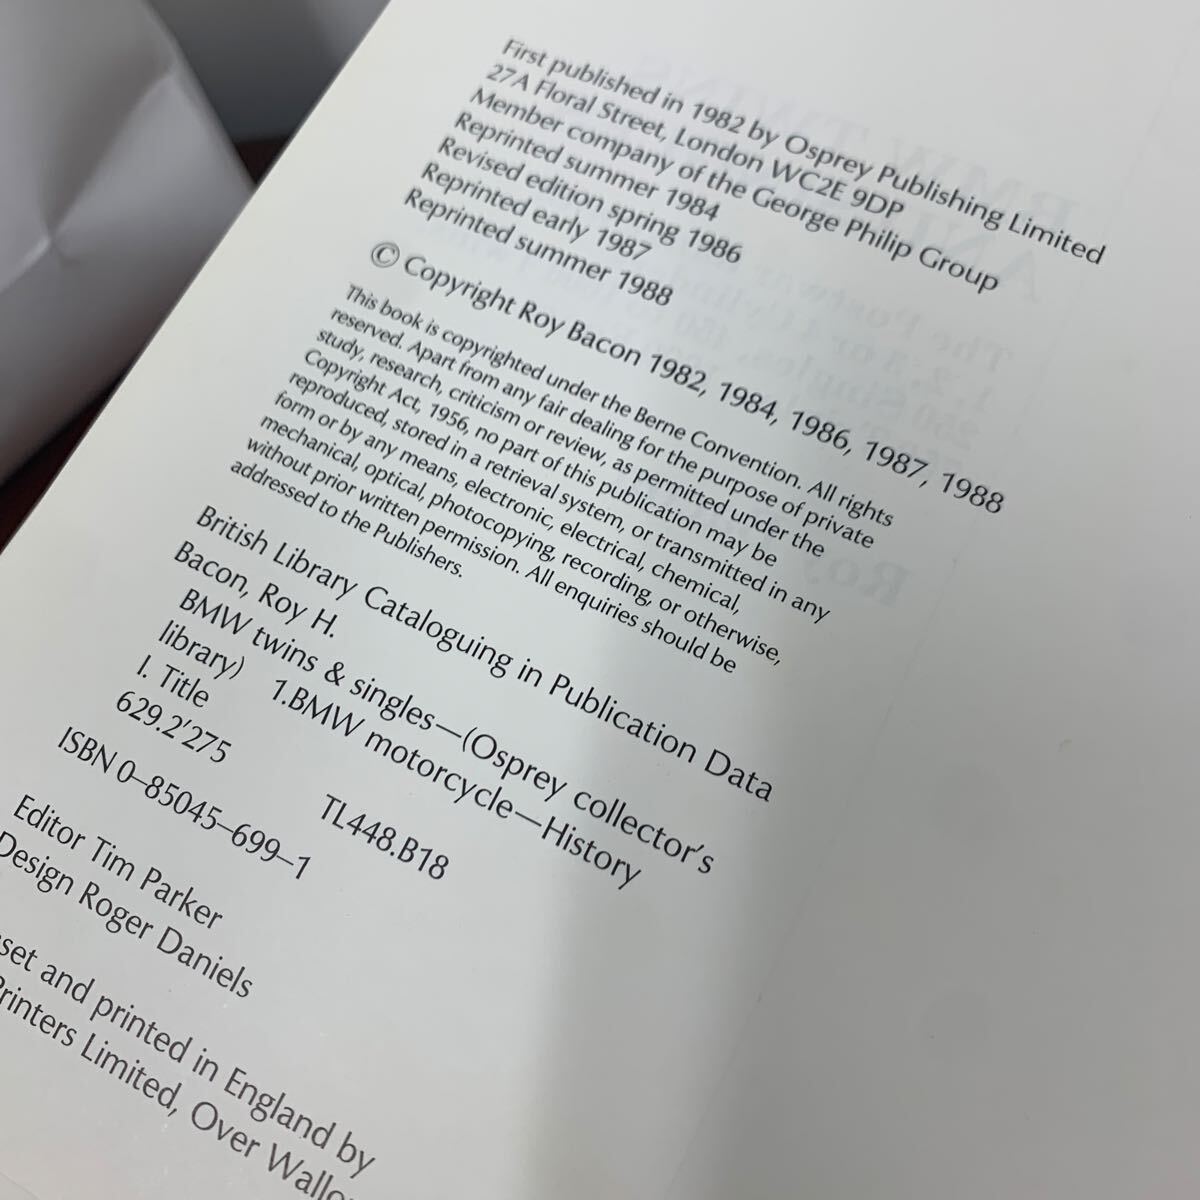 First published in 1982 by Osprey Publishing Limited
27A Floral Street, London WC2E 9DP
Member company of the George Philip Group
Reprinted summer 1984
Revised edition spring 1986
Reprinted early 1987
Reprinted summer 1988
© Copyright Roy Bacon 1982, 1984, 1986, 1987, 1988
This book is copyrighted under the Berne Convention. All rights
reserved. Apart from any fair dealing for the purpose of private
study, research, criticism or review, as permitted under the
Copyright Act, 1956, no part of this publication may be
reproduced, stored in a retrieval system, or transmitted in any
form or by any means, electronic, electrical, chemical,
mechanical, optical, photocopying, recording, or otherwise,
without prior written permission. All enquiries should be
addressed to the Publishers.
British Library Cataloguing in Publication Data
Bacon, Roy H.
BMW twins & singles—(Osprey collector's
library) 1.BMW motorcycle—History
I. Title
629.2'275 TL448.B18
ISBN 0–85045–699–1
Editor Tim Parker
Design Roger Daniels
set and printed in England by
Printers Limited, Over